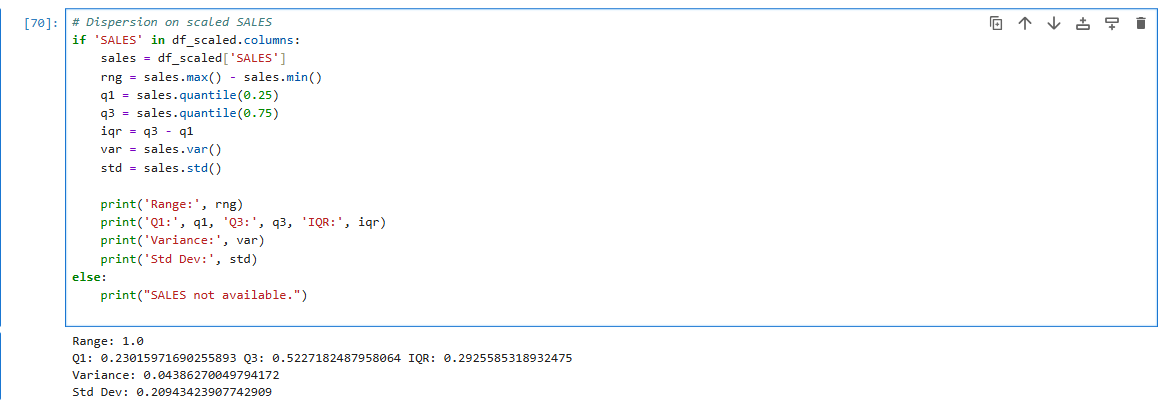 [70]: # Dispersion on scaled SALES
if 'SALES' in df_scaled.columns:
    sales = df_scaled['SALES']
    rng = sales.max() - sales.min()
    q1 = sales.quantile(0.25)
    q3 = sales.quantile(0.75)
    iqr = q3 - q1
    var = sales.var()
    std = sales.std()

    print('Range:', rng)
    print('Q1:', q1, 'Q3:', q3, 'IQR:', iqr)
    print('Variance:', var)
    print('Std Dev:', std)
else:
    print("SALES not available.")
Range: 1.0
Q1: 0.23015971690255893 Q3: 0.5227182487958064 IQR: 0.2925585318932475
Variance: 0.04386270049794172
Std Dev: 0.20943423907742909